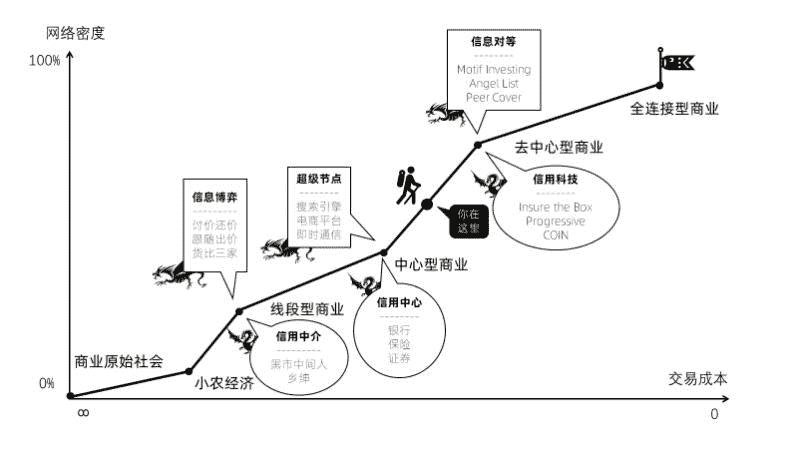 网络密度
100%
信息对等
Motif Investing
Angel List
Peer Cover
全连接型商业
去中心型商业
信用科技
Insure the Box
Progressive
COIN
超级节点
搜索引擎
电商平台
即时通信
你在
这里
信息博弈
讨价还价
跟随出价
货比三家
中心型商业
信用中心
银行
保险
证券
线段型商业
信用中介
黑市中间人
乡绅
商业原始社会
小农经济
0%
交易成本
∞
0